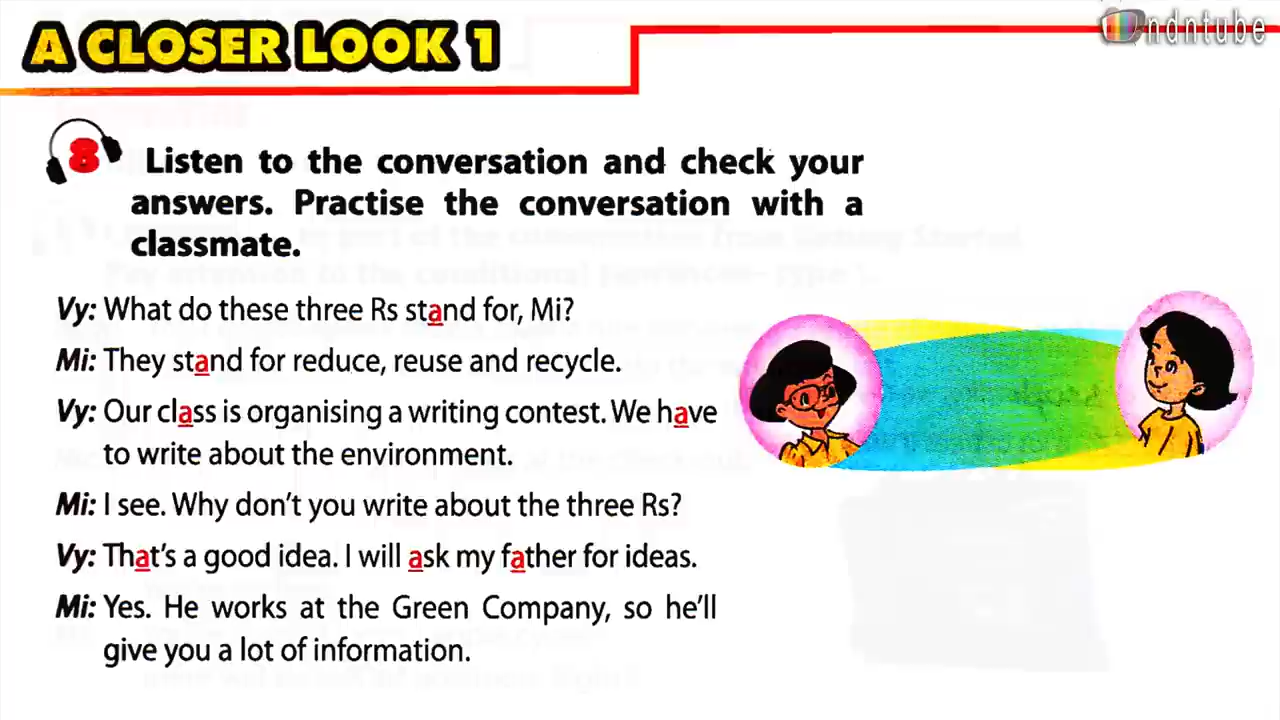 A CLOSER LOOK 1
ndntube
8 Listen to the conversation and check your
answers. Practise the conversation with a
classmate.
Vy: What do these three Rs stand for, Mi?
Mi: They stand for reduce, reuse and recycle.
Vy: Our class is organising a writing contest. We have
to write about the environment.
Mi: I see. Why don't you write about the three Rs?
Vy: That's a good idea. I will ask my father for ideas.
Mi: Yes. He works at the Green Company, so he'll
give you a lot of information.